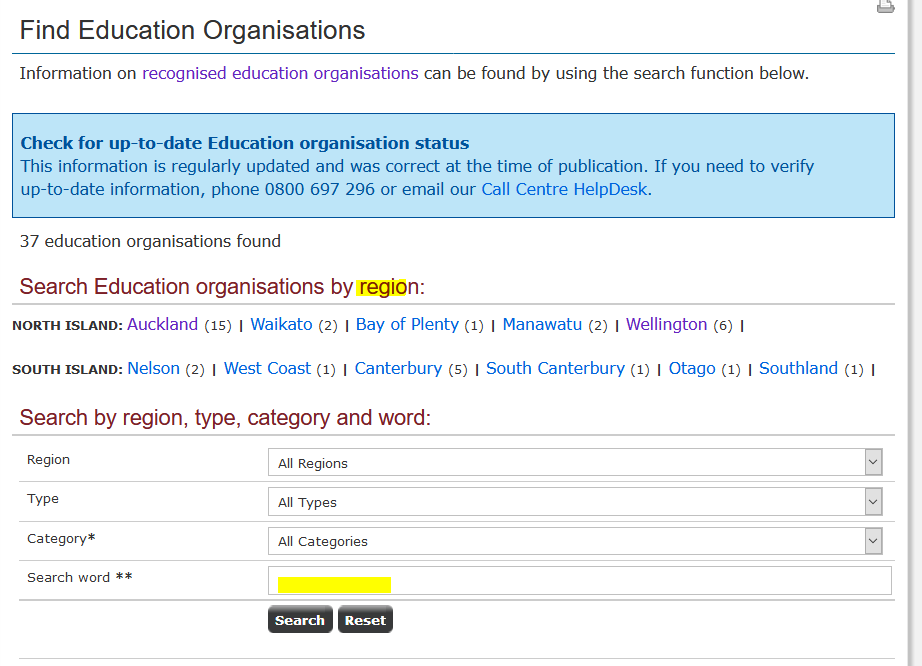 Find Education Organisations
Information on recognised education organisations can be found by using the search function below.
Check for up-to-date Education organisation status
This information is regularly updated and was correct at the time of publication. If you need to verify
up-to-date information, phone 0800 697 296 or email our Call Centre HelpDesk.
37 education organisations found
Search Education organisations by region:
NORTH ISLAND: Auckland (15) | Waikato (2) | Bay of Plenty (1) | Manawatu (2) | Wellington (6) |
SOUTH ISLAND: Nelson (2) | West Coast (1) | Canterbury (5) | South Canterbury (1) | Otago (1) | Southland (1) |
Search by region, type, category and word:
Region All Regions
Type All Types
Category* All Categories
Search word **
Search Reset